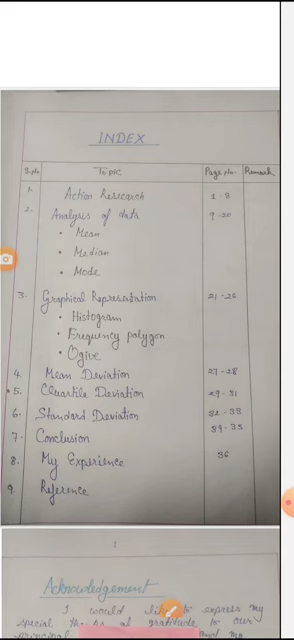 INDEX
S.No Topic Page No. Remark
1. Action Research 2-8
2. Analysis of data 9-20
• Mean
• Median
• Mode
3. Graphical Representation 21-26
• Histogram
• Frequency polygon
• Ogive
4. Mean Deviation 27-28
5. Quartile Deviation 29-31
6. Standard Deviation 32-33
7. Conclusion 34-35
8. My Experience 36
9. Reference
1
Acknowledgement
I would like to express my
special of gratitude to our
principal and